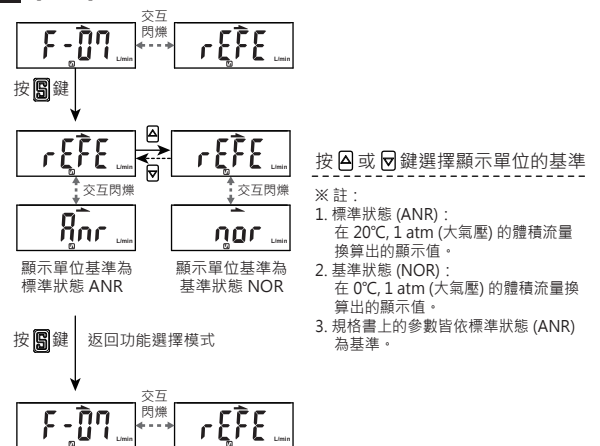 交互
閃爍
F-07 L/min
rEFE L/min
按 S 鍵
rEFE L/min
rEFE L/min
交互閃爍
交互閃爍
Anr L/min
nor L/min
顯示單位基準為
標準狀態 ANR
顯示單位基準為
基準狀態 NOR
按 S 鍵
返回功能選擇模式
交互
閃爍
F-07 L/min
rEFE L/min
按 △ 或 ▽ 鍵選擇顯示單位的基準
※ 註：
1. 標準狀態 (ANR)：
在 20℃, 1 atm (大氣壓) 的體積流量
換算出的顯示值。
2. 基準狀態 (NOR)：
在 0℃, 1 atm (大氣壓) 的體積流量換
算出的顯示值。
3. 規格書上的參數皆依標準狀態 (ANR)
為基準。